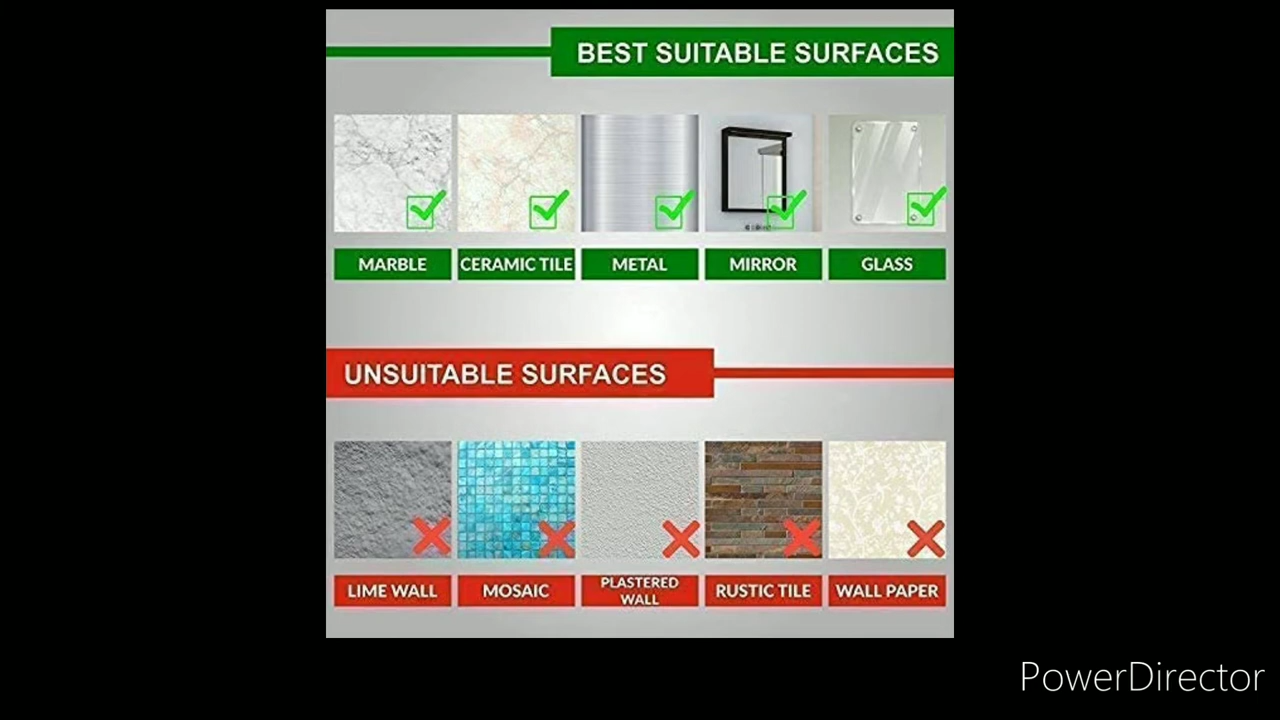 BEST SUITABLE SURFACES
MARBLE
CERAMIC TILE
METAL
MIRROR
GLASS
UNSUITABLE SURFACES
LIME WALL
MOSAIC
PLASTERED
WALL
RUSTIC TILE
WALL PAPER
PowerDirector